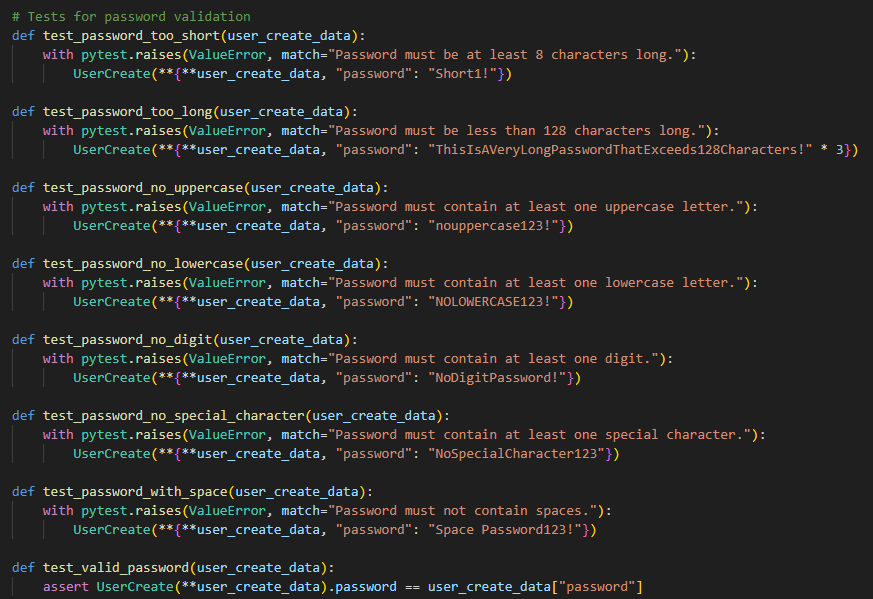 # Tests for password validation
def test_password_too_short(user_create_data):
    with pytest.raises(ValueError, match="Password must be at least 8 characters long."):
        UserCreate(**{**user_create_data, "password": "Short1!"})

def test_password_too_long(user_create_data):
    with pytest.raises(ValueError, match="Password must be less than 128 characters long."):
        UserCreate(**{**user_create_data, "password": "ThisIsAVeryLongPasswordThatExceeds128Characters!" * 3})

def test_password_no_uppercase(user_create_data):
    with pytest.raises(ValueError, match="Password must contain at least one uppercase letter."):
        UserCreate(**{**user_create_data, "password": "nouppercase123!"})

def test_password_no_lowercase(user_create_data):
    with pytest.raises(ValueError, match="Password must contain at least one lowercase letter."):
        UserCreate(**{**user_create_data, "password": "NOLOWERCASE123!"})

def test_password_no_digit(user_create_data):
    with pytest.raises(ValueError, match="Password must contain at least one digit."):
        UserCreate(**{**user_create_data, "password": "NoDigitPassword!"})

def test_password_no_special_character(user_create_data):
    with pytest.raises(ValueError, match="Password must contain at least one special character."):
        UserCreate(**{**user_create_data, "password": "NoSpecialCharacter123"})

def test_password_with_space(user_create_data):
    with pytest.raises(ValueError, match="Password must not contain spaces."):
        UserCreate(**{**user_create_data, "password": "Space Password123!"})

def test_valid_password(user_create_data):
    assert UserCreate(**user_create_data).password == user_create_data["password"]